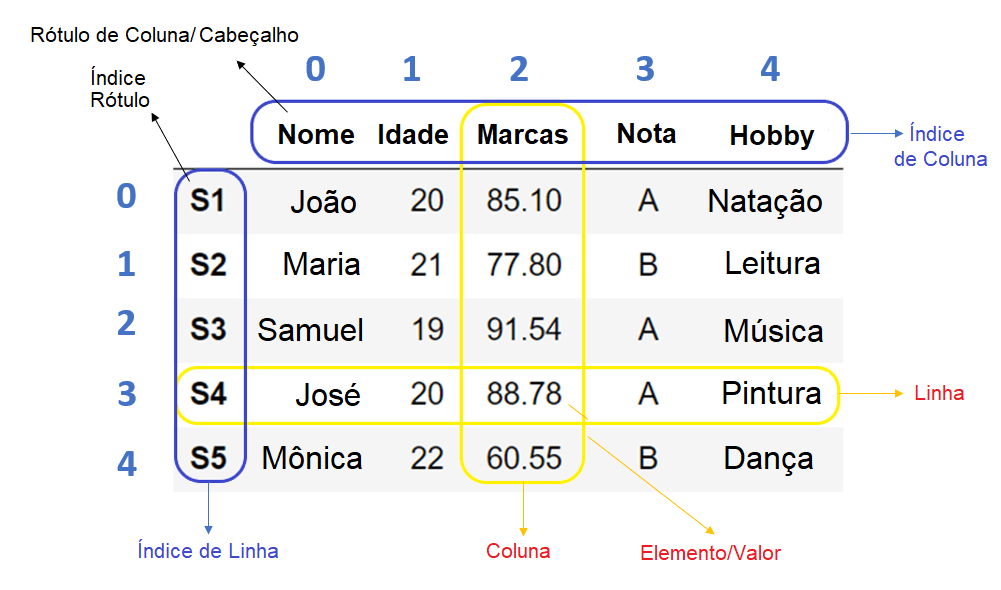 Rótulo de Coluna/ Cabeçalho
Índice
Rótulo
0 1 2 3 4
Nome Idade Marcas Nota Hobby
Índice
de Coluna
0 S1 João 20 85.10 A Natação
1 S2 Maria 21 77.80 B Leitura
2 S3 Samuel 19 91.54 A Música
3 S4 José 20 88.78 A Pintura Linha
4 S5 Mônica 22 60.55 B Dança
Índice de Linha Coluna Elemento/Valor